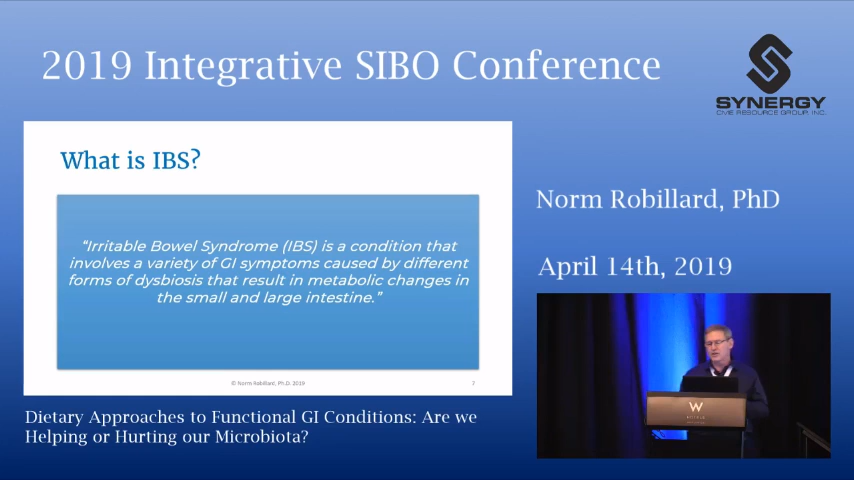 2019 Integrative SIBO Conference
SYNERGY
CME RESOURCE GROUP, INC.
What is IBS?
"Irritable Bowel Syndrome (IBS) is a condition that
involves a variety of GI symptoms caused by different
forms of dysbiosis that result in metabolic changes in
the small and large intestine."
© Norm Robillard, Ph.D. 2019
7
Norm Robillard, PhD
April 14th, 2019
W
Dietary Approaches to Functional GI Conditions: Are we
Helping or Hurting our Microbiota?